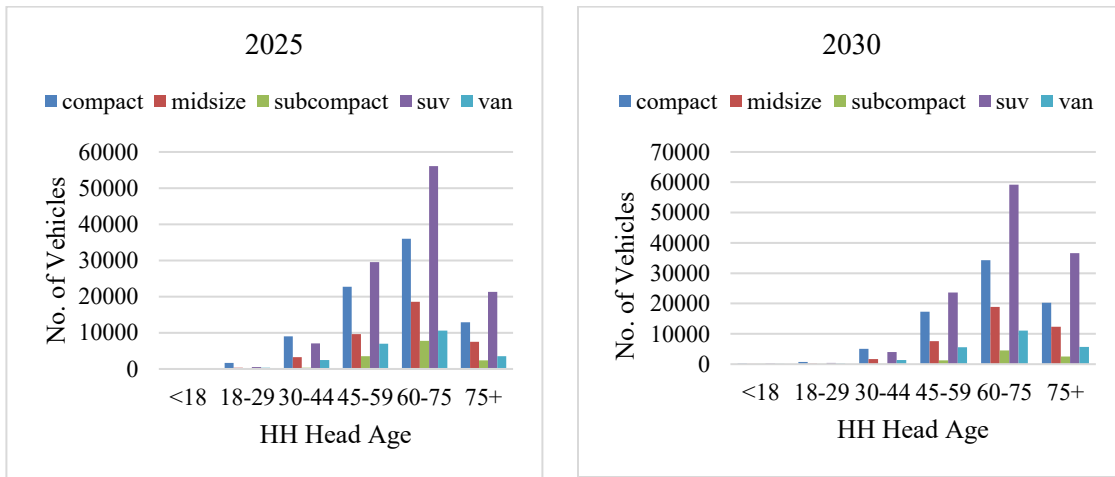 2025
compact midsize subcompact suv van
No. of Vehicles
60000
50000
40000
30000
20000
10000
0
<18 18-29 30-44 45-59 60-75 75+
HH Head Age
2030
compact midsize subcompact suv van
No. of Vehicles
70000
60000
50000
40000
30000
20000
10000
0
<18 18-29 30-44 45-59 60-75 75+
HH Head Age